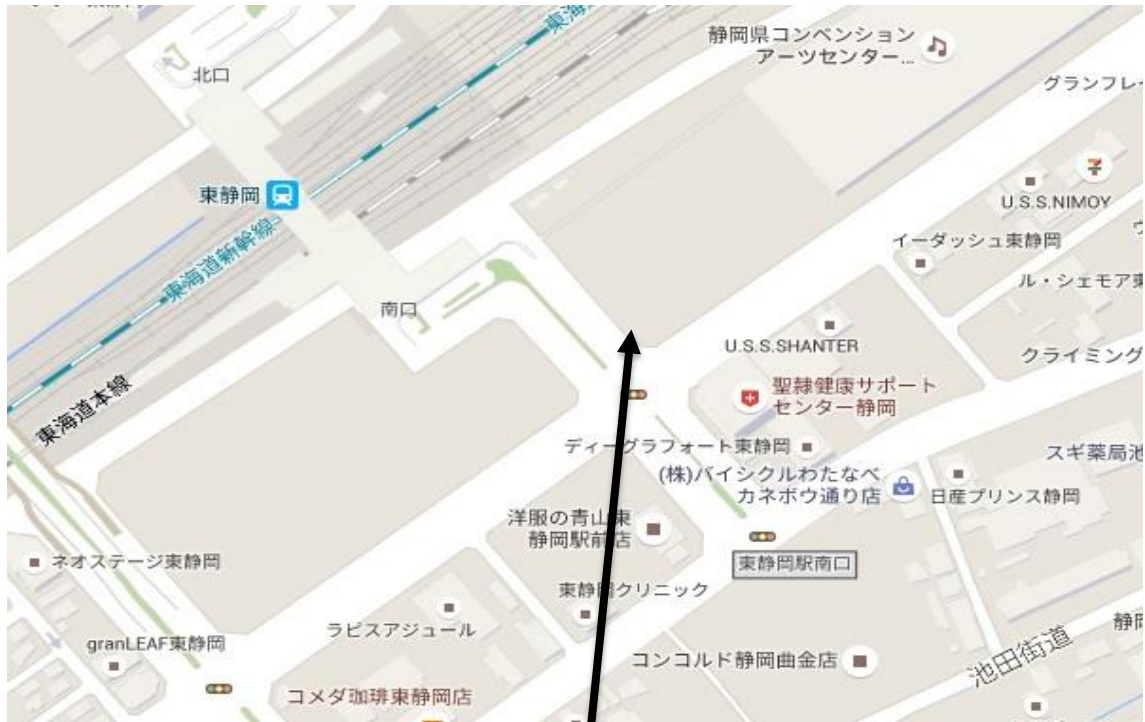 東海道新
静岡県コンベンション
アーツセンター...
北口
グランフレー
東静岡
U.S.S.NIMOY
東海道新幹線
イーダッシュ東静岡
ル・シェモア東
南口
U.S.S.SHANTER
クライミング
東海道本線
聖隷健康サポート
センター静岡
ディーグラフォート東静岡
スギ薬局池
(株)バイシクルわたなべ
カネボウ通り店
日産プリンス静岡
洋服の青山東
静岡駅前店
ネオステージ東静岡
東静岡駅南口
東静岡クリニック
ラピスアジュール
静岡
granLEAF東静岡
コンコルド静岡曲金店
池田街道
コメダ珈琲東静岡店